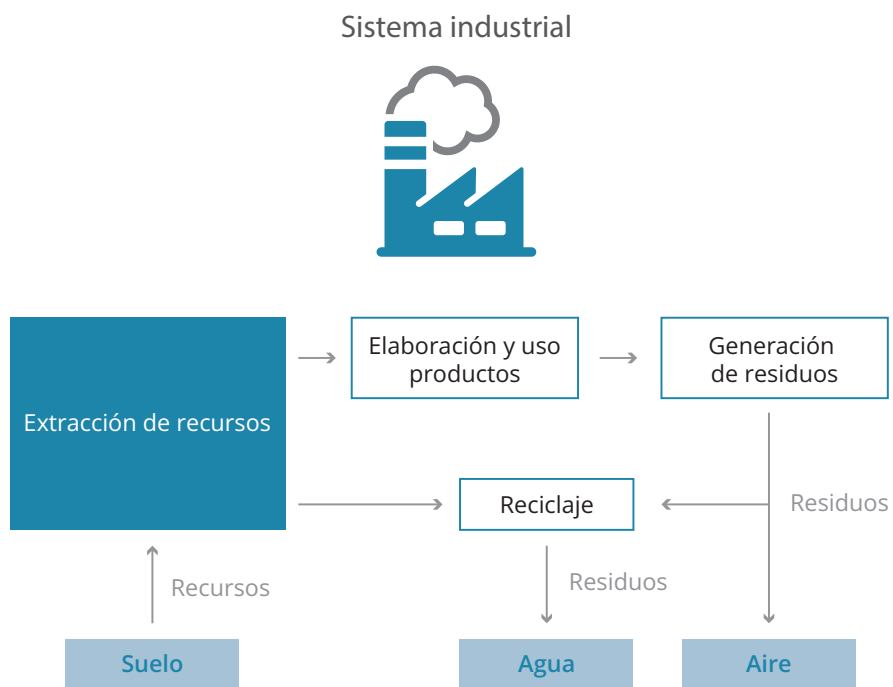 Sistema industrial
Elaboración y uso
productos
Generación
de residuos
Extracción de recursos
Reciclaje
Residuos
Recursos
Residuos
Suelo
Agua
Aire